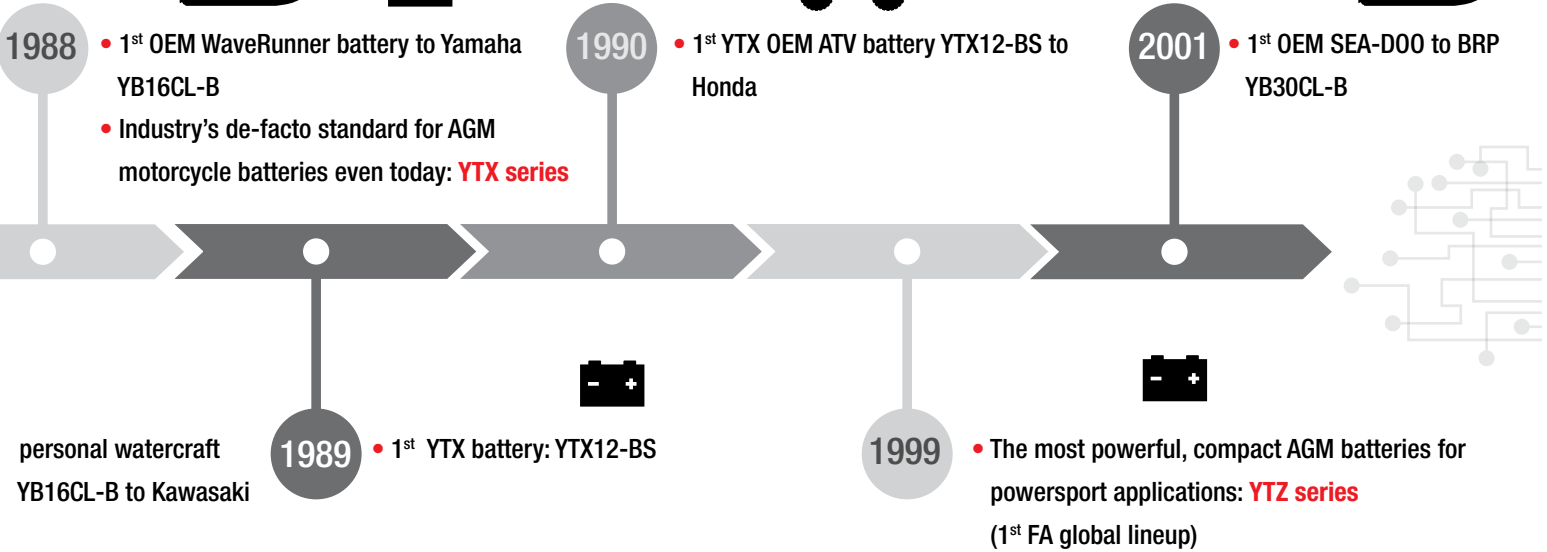 1988
• 1st OEM WaveRunner battery to Yamaha
YB16CL-B
• Industry's de-facto standard for AGM
motorcycle batteries even today: YTX series
1990
• 1st YTX OEM ATV battery YTX12-BS to
Honda
2001
• 1st OEM SEA-DOO to BRP
YB30CL-B
personal watercraft
YB16CL-B to Kawasaki
1989
• 1st YTX battery: YTX12-BS
1999
• The most powerful, compact AGM batteries for
powersport applications: YTZ series
(1st FA global lineup)